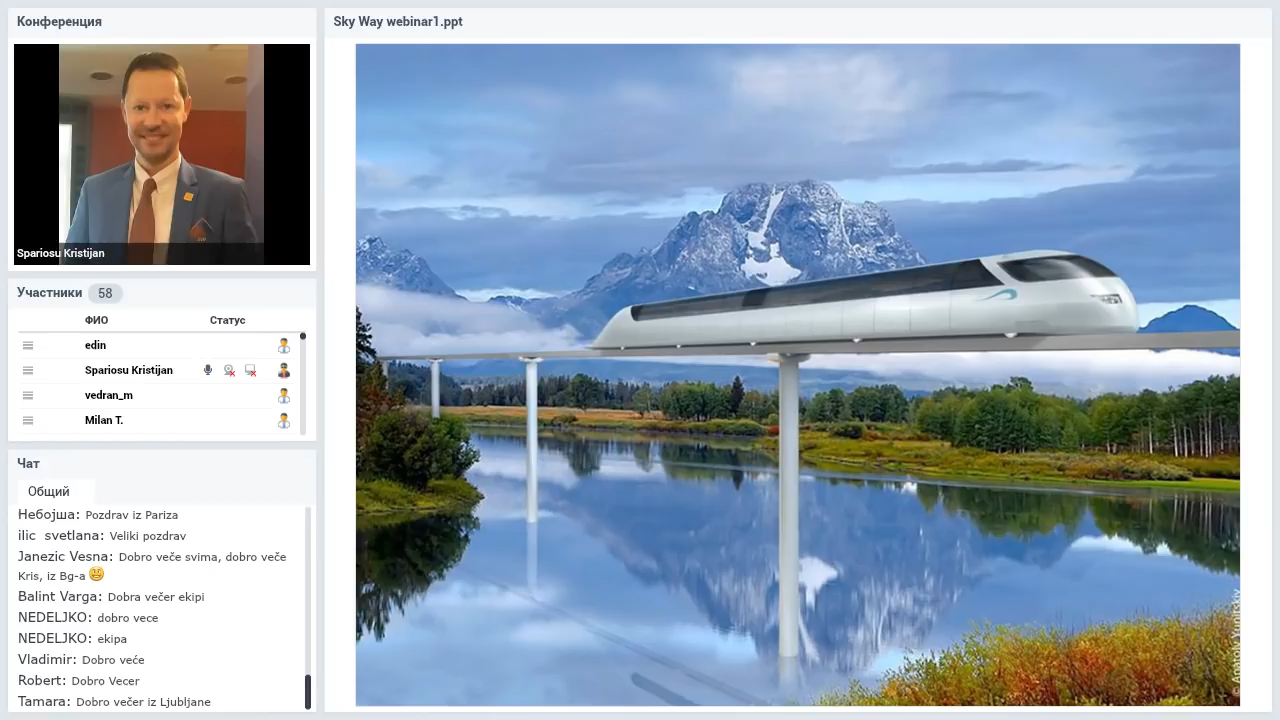 Конференция
Spariosu Kristijan
Участники 58
ФИО Статус
edin
Spariosu Kristijan
vedran_m
Milan T.
Чат
Общий
Небојша: Pozdrav iz Pariza
ilic svetlana: Veliki pozdrav
Janezic Vesna: Dobro veče svima, dobro veče
Kris, iz Bg-a
Balint Varga: Dobra večer ekipi
NEDELJKO: dobro vece
NEDELJKO: ekipa
Vladimir: Dobro veće
Robert: Dobro Vecer
Tamara: Dobro večer iz Ljubljane
Sky Way webinar1.ppt
© Anatoly Yunitsky